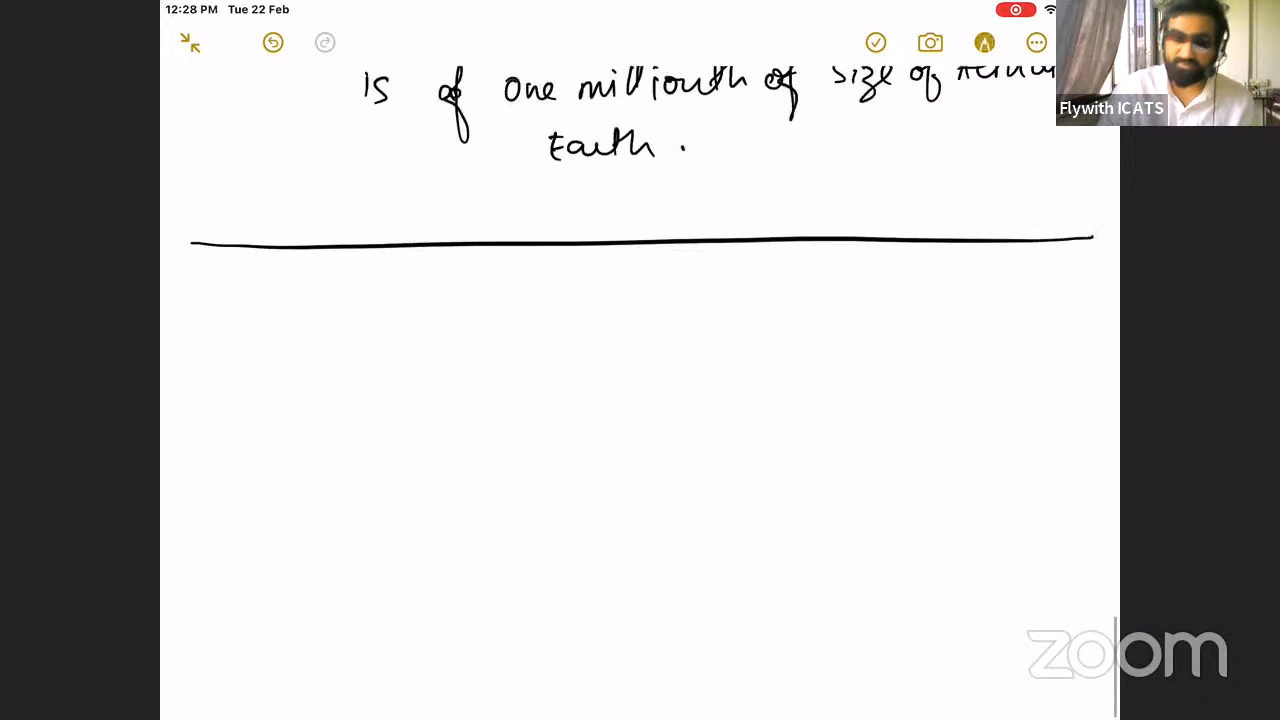 12:28 PM Tue 22 Feb
is of one millionth of size of
Earth.
Flywith ICATS
zoom